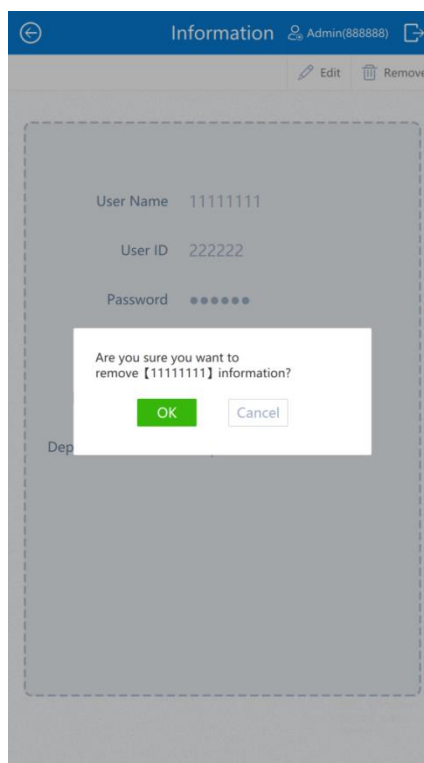 Information Admin(888888)
Edit Remove
User Name 11111111
User ID 222222
Password ●●●●●●
Are you sure you want to
remove【11111111】information?
OK Cancel
Dep